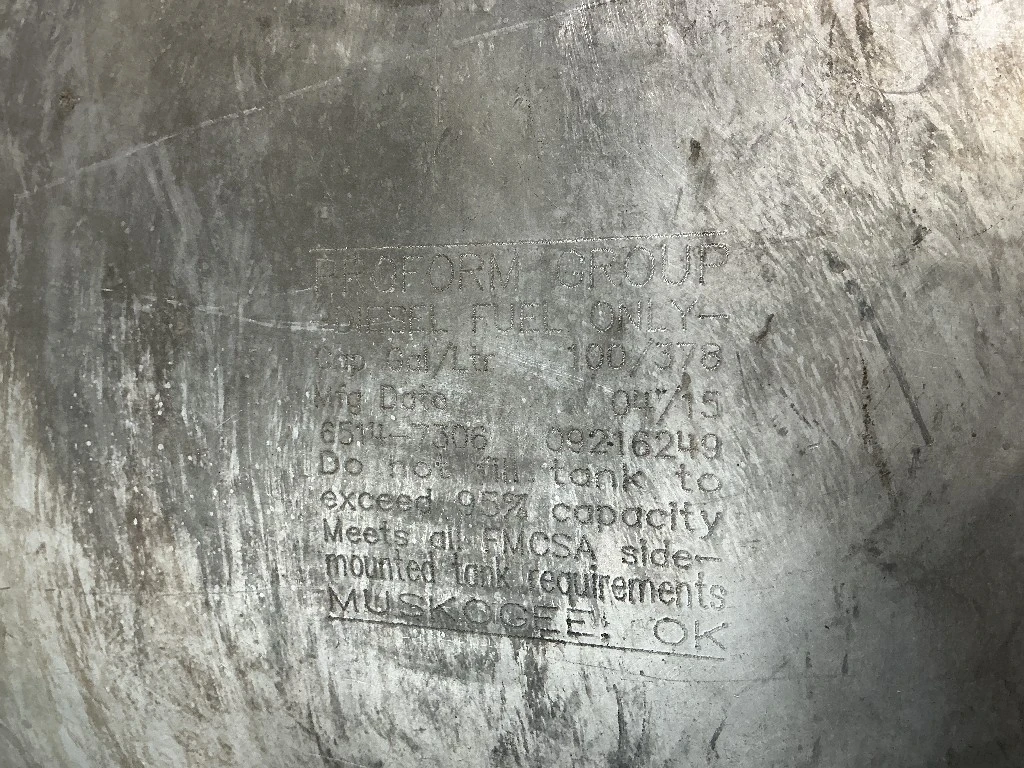 PROFORM GROUP
-DIESEL FUEL ONLY-
Cap Gal/Ltr 100/378
Mfg Date 04/15
6514-7306 09216249
Do not fill tank to
exceed 95% capacity
Meets all FMCSA side-
mounted tank requirements
MUSKOGEE, OK